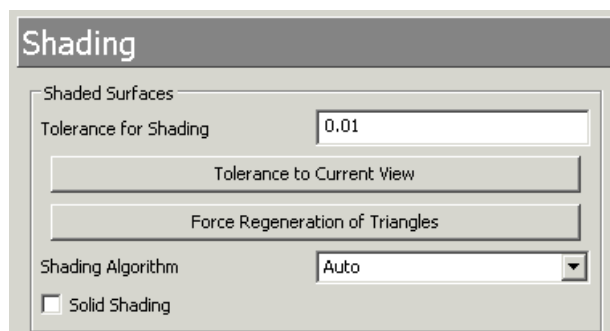 Shading
Shaded Surfaces
Tolerance for Shading 0.01
Tolerance to Current View
Force Regeneration of Triangles
Shading Algorithm Auto
Solid Shading